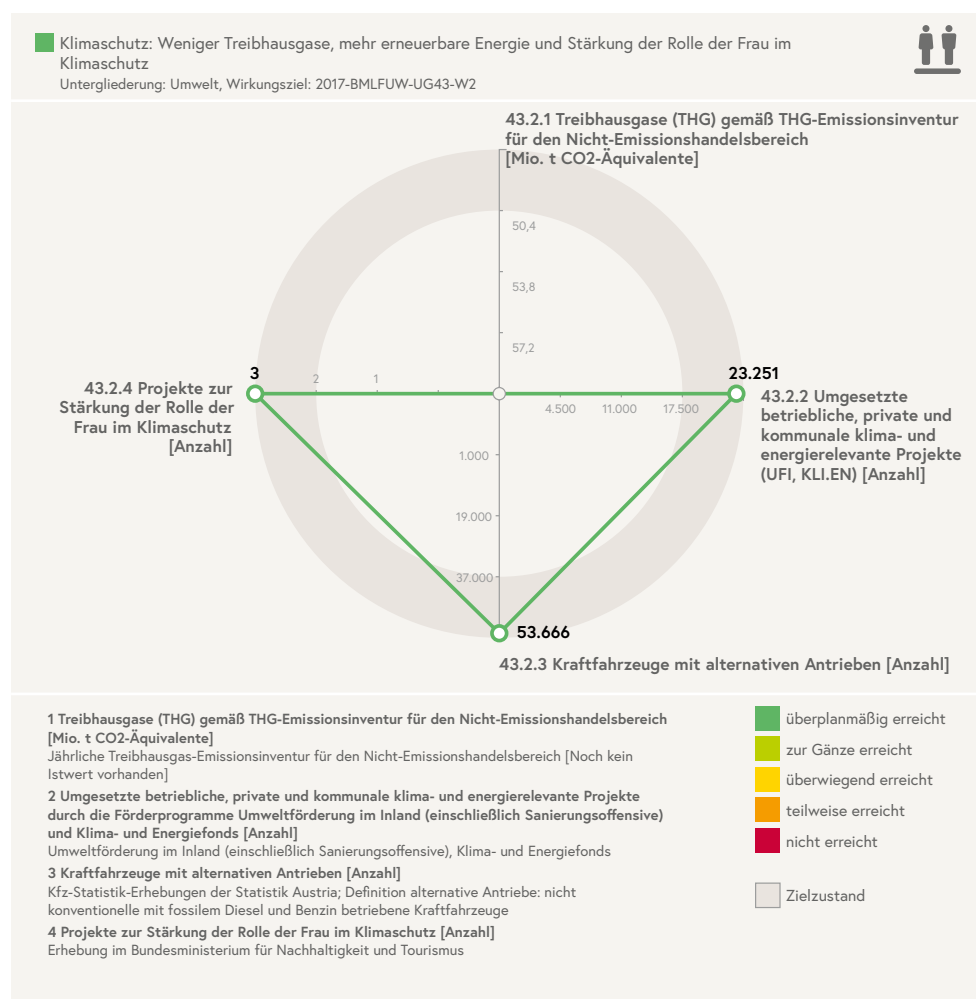 Klimaschutz: Weniger Treibhausgase, mehr erneuerbare Energie und Stärkung der Rolle der Frau im
Klimaschutz
Untergliederung: Umwelt, Wirkungsziel: 2017-BMLFUW-UG43-W2
43.2.1 Treibhausgase (THG) gemäß THG-Emissionsinventur
für den Nicht-Emissionshandelsbereich
[Mio. t CO2-Äquivalente]
50,4
53,8
57,2
3
2
1
43.2.4 Projekte zur
Stärkung der Rolle der
Frau im Klimaschutz
[Anzahl]
23.251
4.500
11.000
17.500
43.2.2 Umgesetzte
betriebliche, private und
kommunale klima- und
energierelevante Projekte
(UFI, KLI.EN) [Anzahl]
1.000
19.000
37.000
53.666
43.2.3 Kraftfahrzeuge mit alternativen Antrieben [Anzahl]
1 Treibhausgase (THG) gemäß THG-Emissionsinventur für den Nicht-Emissionshandelsbereich
[Mio. t CO2-Äquivalente]
Jährliche Treibhausgas-Emissionsinventur für den Nicht-Emissionshandelsbereich [Noch kein
Istwert vorhanden]
2 Umgesetzte betriebliche, private und kommunale klima- und energierelevante Projekte
durch die Förderprogramme Umweltförderung im Inland (einschließlich Sanierungsoffensive)
und Klima- und Energiefonds [Anzahl]
Umweltförderung im Inland (einschließlich Sanierungsoffensive), Klima- und Energiefonds
3 Kraftfahrzeuge mit alternativen Antrieben [Anzahl]
Kfz-Statistik-Erhebungen der Statistik Austria; Definition alternative Antriebe: nicht
konventionelle mit fossilem Diesel und Benzin betriebene Kraftfahrzeuge
4 Projekte zur Stärkung der Rolle der Frau im Klimaschutz [Anzahl]
Erhebung im Bundesministerium für Nachhaltigkeit und Tourismus
überplanmäßig erreicht
zur Gänze erreicht
überwiegend erreicht
teilweise erreicht
nicht erreicht
Zielzustand